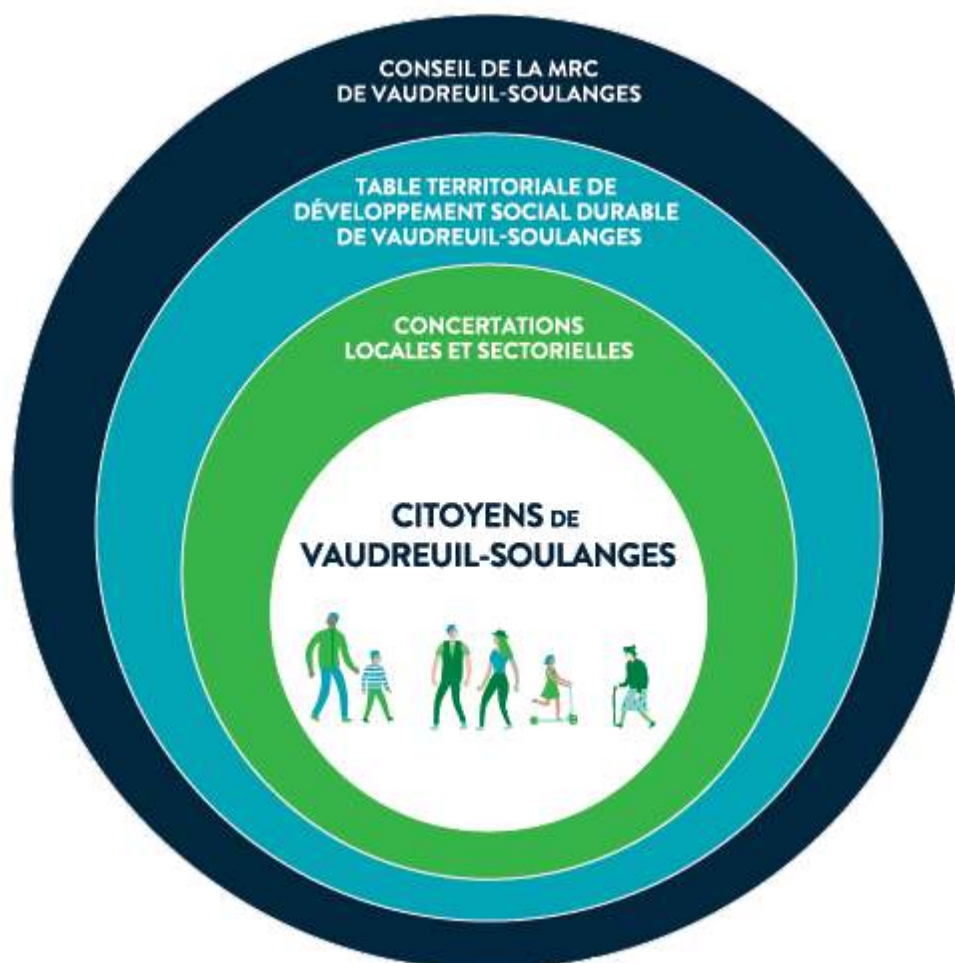 CONSEIL DE LA MRC
DE VAUDREUIL-SOULANGES
TABLE TERRITORIALE DE
DÉVELOPPEMENT SOCIAL DURABLE
DE VAUDREUIL-SOULANGES
CONCERTATIONS
LOCALES ET SECTORIELLES
CITOYENS DE
VAUDREUIL-SOULANGES